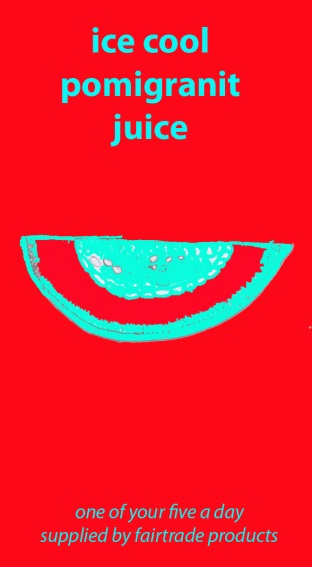 ice cool
pomigranit
juice
one of your five a day
supplied by fairtrade products